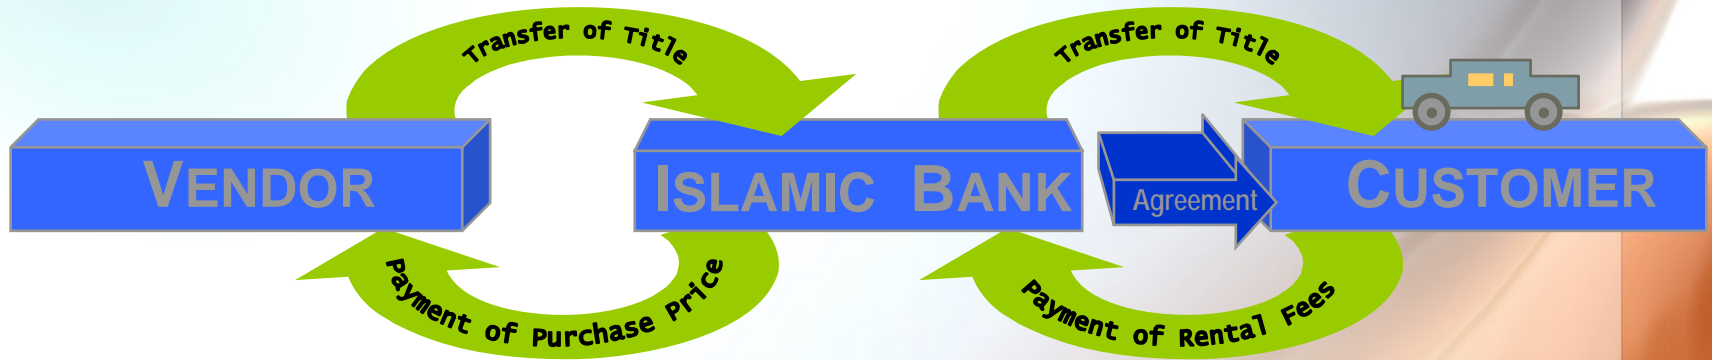 Transfer of Title
Transfer of Title
VENDOR
ISLAMIC BANK
Agreement
CUSTOMER
Payment of Purchase Price
Payment of Rental Fees